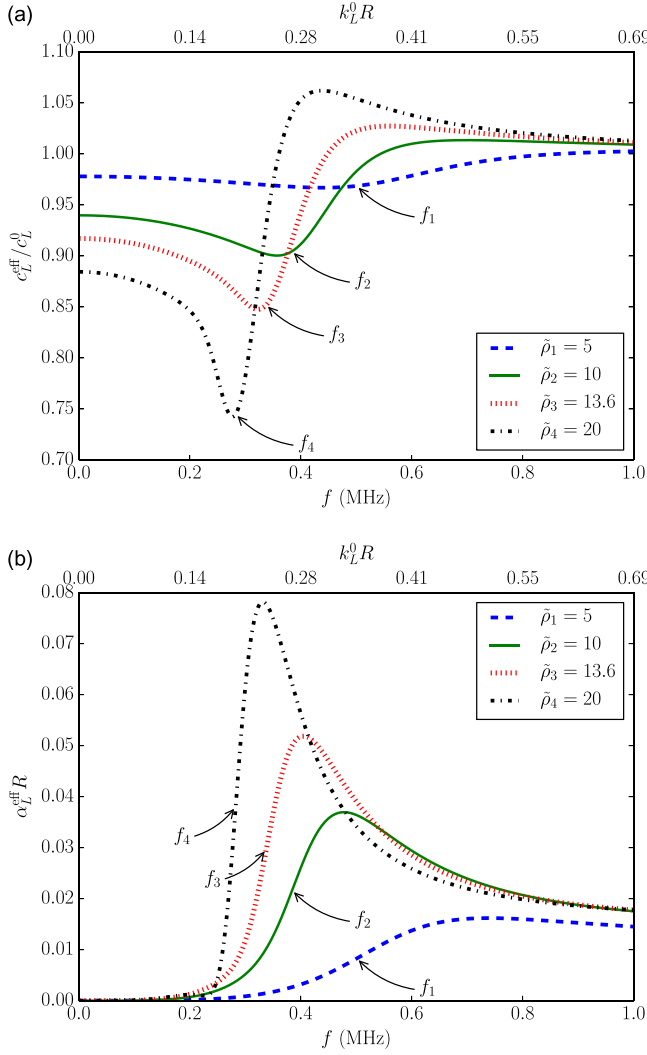 (a)
k_L^0 R
0.00 0.14 0.28 0.41 0.55 0.69
1.10
1.05
1.00
0.95
0.90
0.85
0.80
0.75
0.70
c_L^eff/c_L^0
f_1
f_2
f_3
f_4
ρ̃_1 = 5
ρ̃_2 = 10
ρ̃_3 = 13.6
ρ̃_4 = 20
0.0 0.2 0.4 0.6 0.8 1.0
f (MHz)
(b)
k_L^0 R
0.00 0.14 0.28 0.41 0.55 0.69
0.08
0.07
0.06
0.05
0.04
0.03
0.02
0.01
0.00
α_L^eff R
ρ̃_1 = 5
ρ̃_2 = 10
ρ̃_3 = 13.6
ρ̃_4 = 20
f_4
f_3
f_2
f_1
0.0 0.2 0.4 0.6 0.8 1.0
f (MHz)